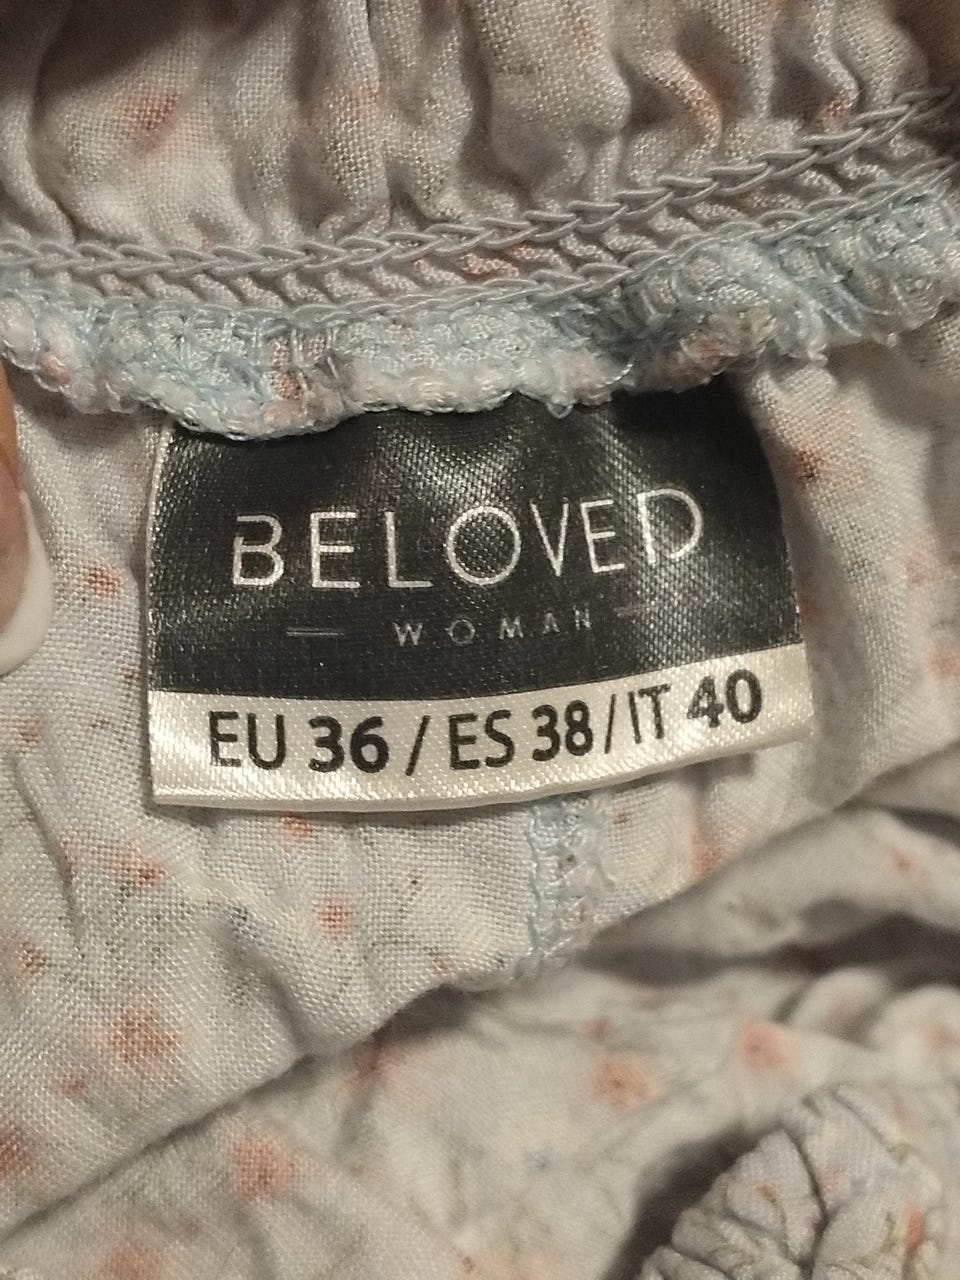 BELOVED
— WOMAN —
EU 36 / ES 38 / IT 40